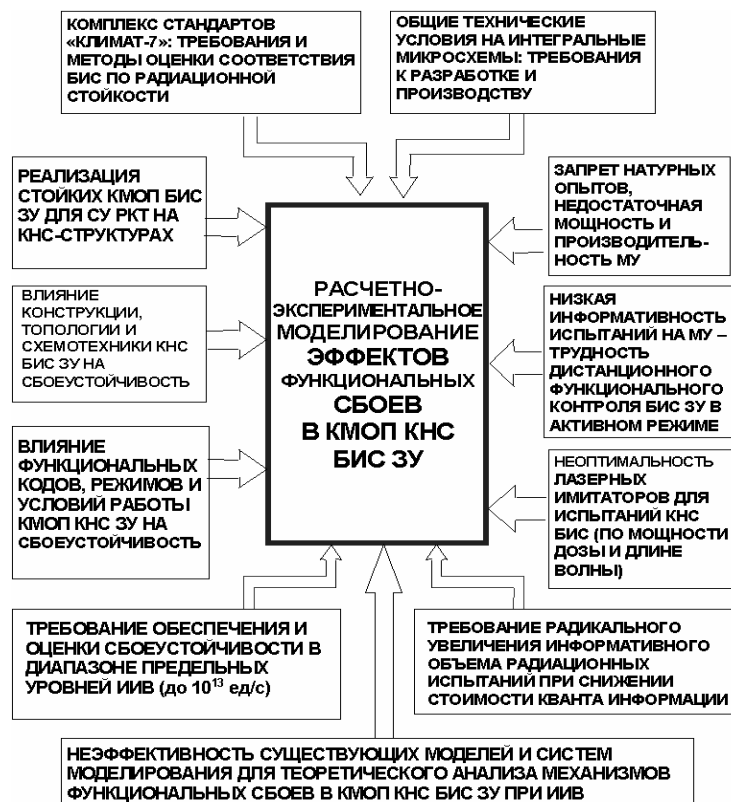 КОМПЛЕКС СТАНДАРТОВ
«КЛИМАТ-7»: ТРЕБОВАНИЯ И
МЕТОДЫ ОЦЕНКИ СООТВЕТСТВИЯ
БИС ПО РАДИАЦИОННОЙ
СТОЙКОСТИ
ОБЩИЕ ТЕХНИЧЕСКИЕ
УСЛОВИЯ НА ИНТЕГРАЛЬНЫЕ
МИКРОСХЕМЫ: ТРЕБОВАНИЯ
К РАЗРАБОТКЕ И
ПРОИЗВОДСТВУ
РЕАЛИЗАЦИЯ
СТОЙКИХ КМОП БИС
ЗУ ДЛЯ СУ РКТ НА
КНС-СТРУКТУРАХ
ВЛИЯНИЕ
КОНСТРУКЦИИ,
ТОПОЛОГИИ И
СХЕМОТЕХНИКИ КНС
БИС ЗУ НА
СБОЕУСТОЙЧИВОСТЬ
ВЛИЯНИЕ
ФУНКЦИОНАЛЬНЫХ
КОДОВ, РЕЖИМОВ И
УСЛОВИЙ РАБОТЫ
КМОП КНС ЗУ НА
СБОЕУСТОЙЧИВОСТЬ
РАСЧЕТНО-
ЭКСПЕРИМЕНТАЛЬНОЕ
МОДЕЛИРОВАНИЕ
ЭФФЕКТОВ
ФУНКЦИОНАЛЬНЫХ
СБОЕВ
В КМОП КНС
БИС ЗУ
ЗАПРЕТ НАТУРНЫХ
ОПЫТОВ,
НЕДОСТАТОЧНАЯ
МОЩНОСТЬ И
ПРОИЗВОДИТЕЛЬ-
НОСТЬ МУ
НИЗКАЯ
ИНФОРМАТИВНОСТЬ
ИСПЫТАНИЙ НА МУ –
ТРУДНОСТЬ
ДИСТАНЦИОННОГО
ФУНКЦИОНАЛЬНОГО
КОНТРОЛЯ БИС ЗУ В
АКТИВНОМ РЕЖИМЕ
НЕОПТИМАЛЬНОСТЬ
ЛАЗЕРНЫХ
ИМИТАТОРОВ ДЛЯ
ИСПЫТАНИЙ КНС
БИС (ПО МОЩНОСТИ
ДОЗЫ И ДЛИНЕ
ВОЛНЫ)
ТРЕБОВАНИЕ ОБЕСПЕЧЕНИЯ И
ОЦЕНКИ СБОЕУСТОЙЧИВОСТИ В
ДИАПАЗОНЕ ПРЕДЕЛЬНЫХ
УРОВНЕЙ ИИВ (до 10¹³ ед/с)
ТРЕБОВАНИЕ РАДИКАЛЬНОГО
УВЕЛИЧЕНИЯ ИНФОРМАТИВНОГО
ОБЪЕМА РАДИАЦИОННЫХ
ИСПЫТАНИЙ ПРИ СНИЖЕНИИ
СТОИМОСТИ КВАНТА ИНФОРМАЦИИ
НЕЭФФЕКТИВНОСТЬ СУЩЕСТВУЮЩИХ МОДЕЛЕЙ И СИСТЕМ
МОДЕЛИРОВАНИЯ ДЛЯ ТЕОРЕТИЧЕСКОГО АНАЛИЗА МЕХАНИЗМОВ
ФУНКЦИОНАЛЬНЫХ СБОЕВ В КМОП КНС БИС ЗУ ПРИ ИИВ